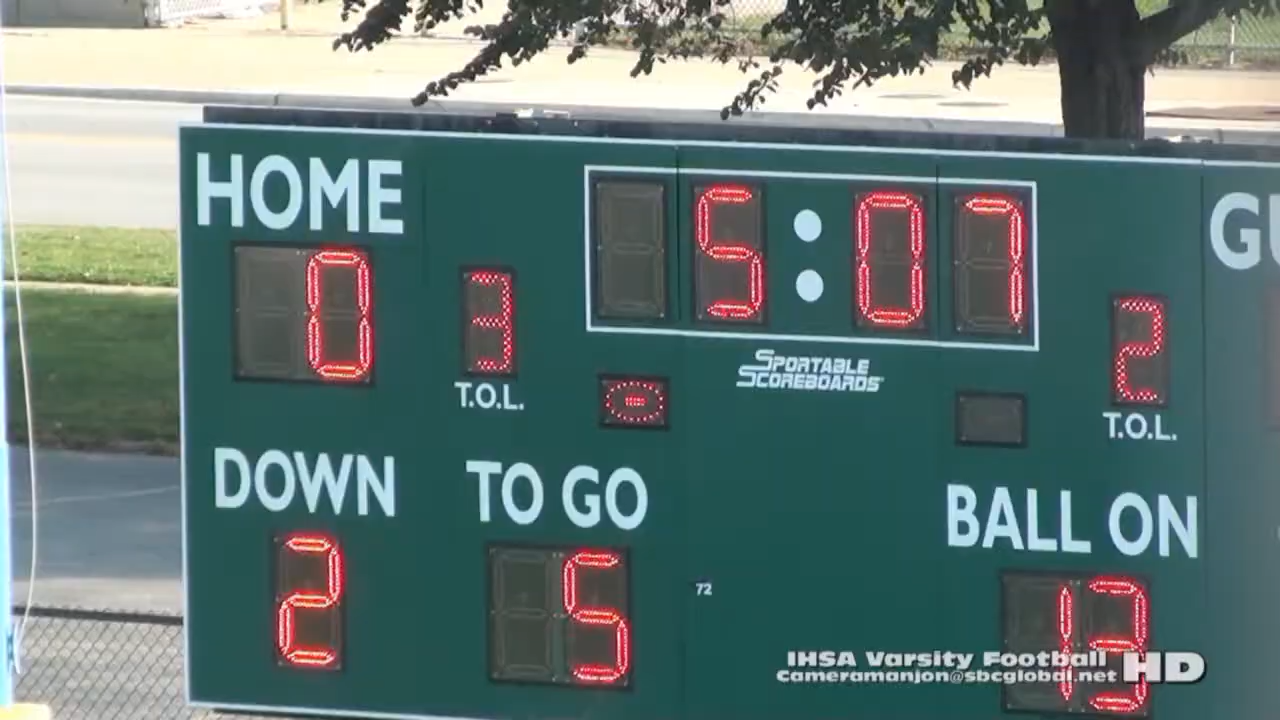 HOME
5:07
GU
0
3
2
T.O.L.
SPORTABLE
SCOREBOARDS
T.O.L.
DOWN
TO GO
BALL ON
2
5
72
13
IHSA Varsity Football HD
cameramanjon@sbcglobal.net